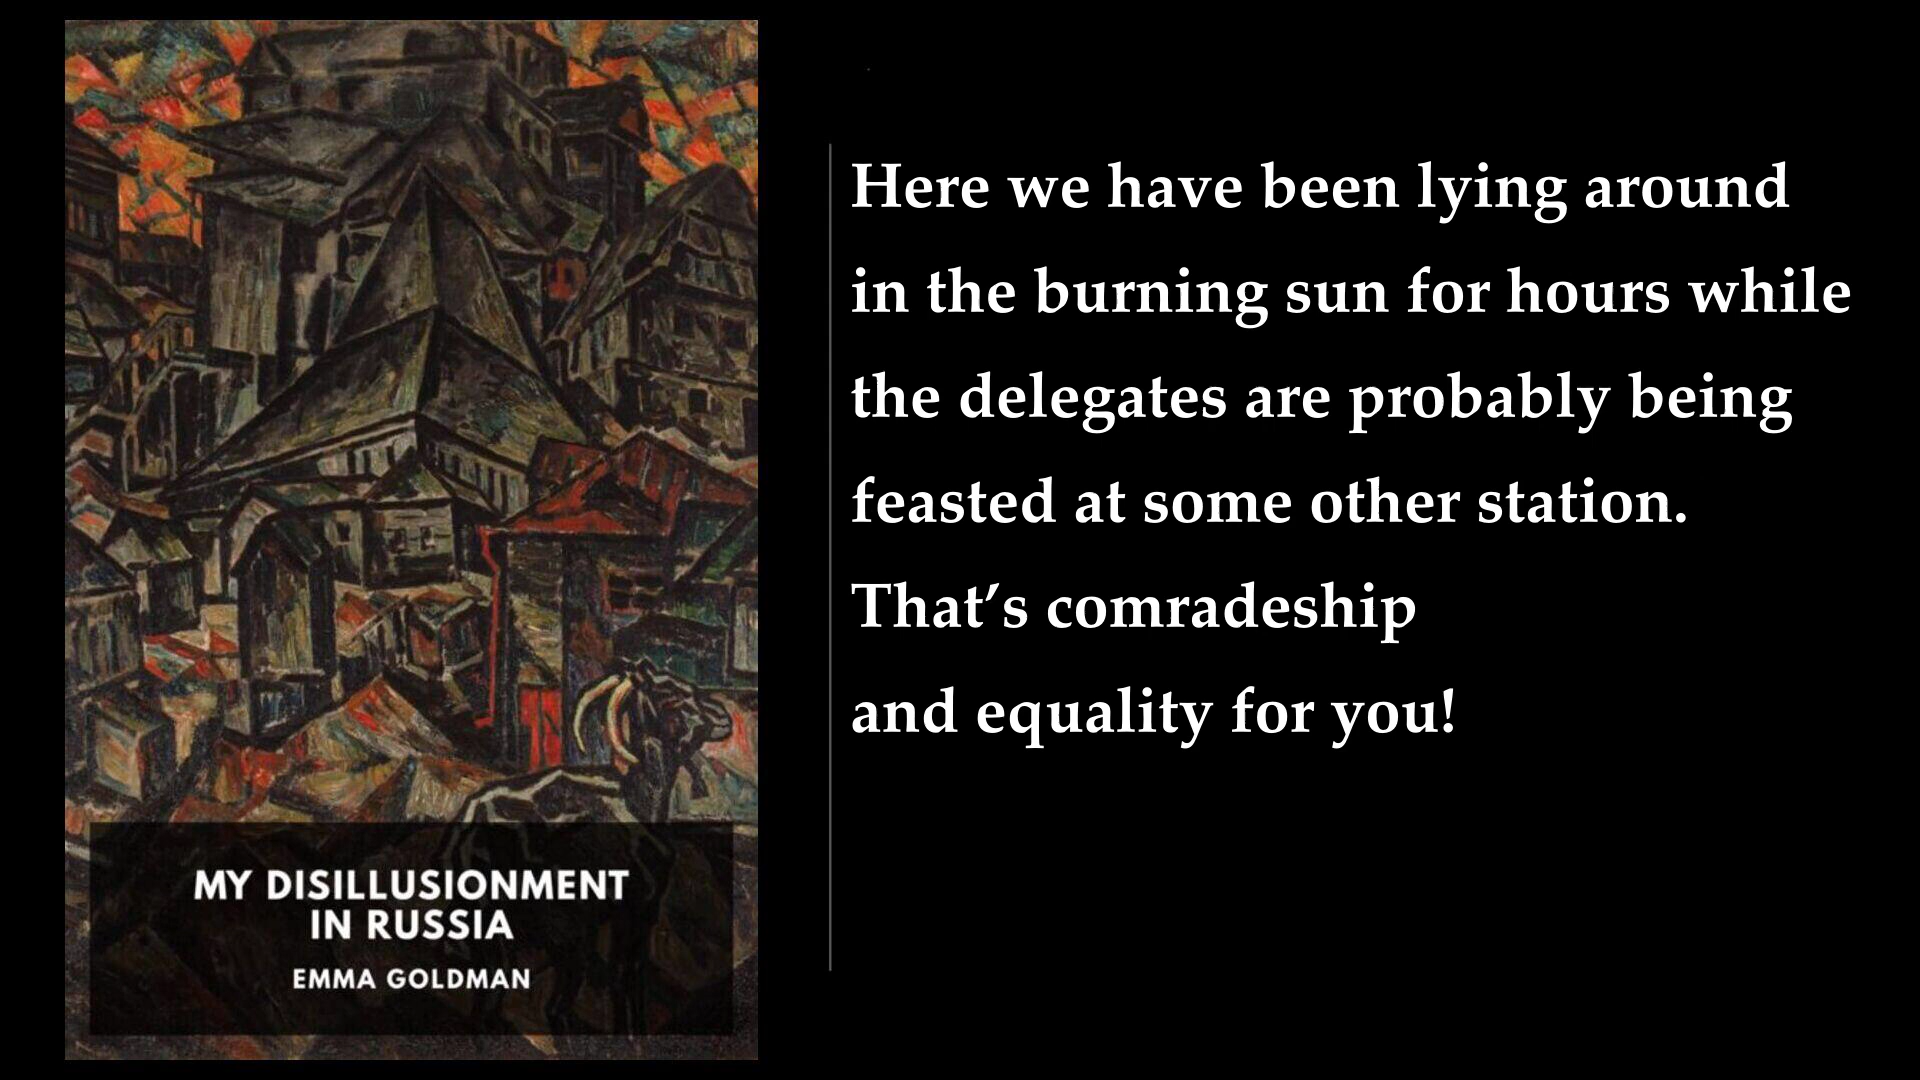 Here we have been lying around
in the burning sun for hours while
the delegates are probably being
feasted at some other station.
That’s comradeship
and equality for you!
MY DISILLUSIONMENT
IN RUSSIA
EMMA GOLDMAN